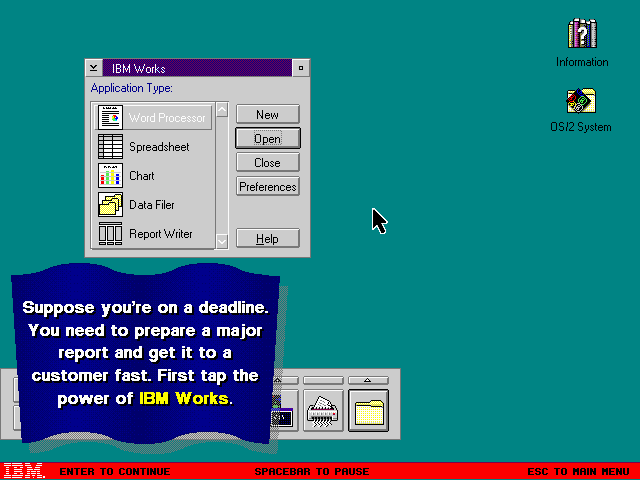 Information
OS/2 System
IBM Works
Application Type:
Word Processor
Spreadsheet
Chart
Data Filer
Report Writer
New
Open
Close
Preferences
Help
Suppose you're on a deadline.
You need to prepare a major
report and get it to a
customer fast. First tap the
power of IBM Works.
IBM. ENTER TO CONTINUE SPACEBAR TO PAUSE ESC TO MAIN MENU